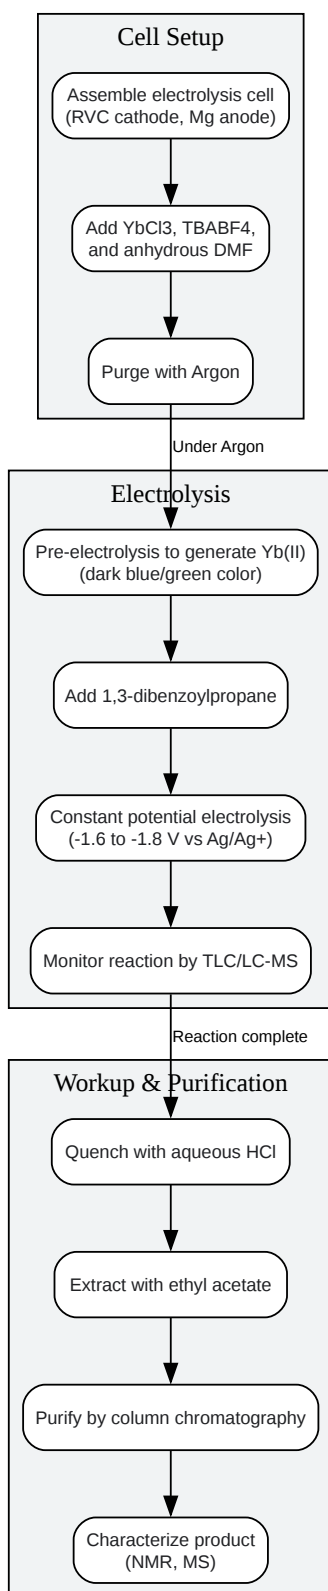 Cell Setup
Assemble electrolysis cell
(RVC cathode, Mg anode)
Add YbCl3, TBABF4,
and anhydrous DMF
Purge with Argon
Under Argon
Electrolysis
Pre-electrolysis to generate Yb(II)
(dark blue/green color)
Add 1,3-dibenzoylpropane
Constant potential electrolysis
(-1.6 to -1.8 V vs Ag/Ag+)
Monitor reaction by TLC/LC-MS
Reaction complete
Workup & Purification
Quench with aqueous HCl
Extract with ethyl acetate
Purify by column chromatography
Characterize product
(NMR, MS)